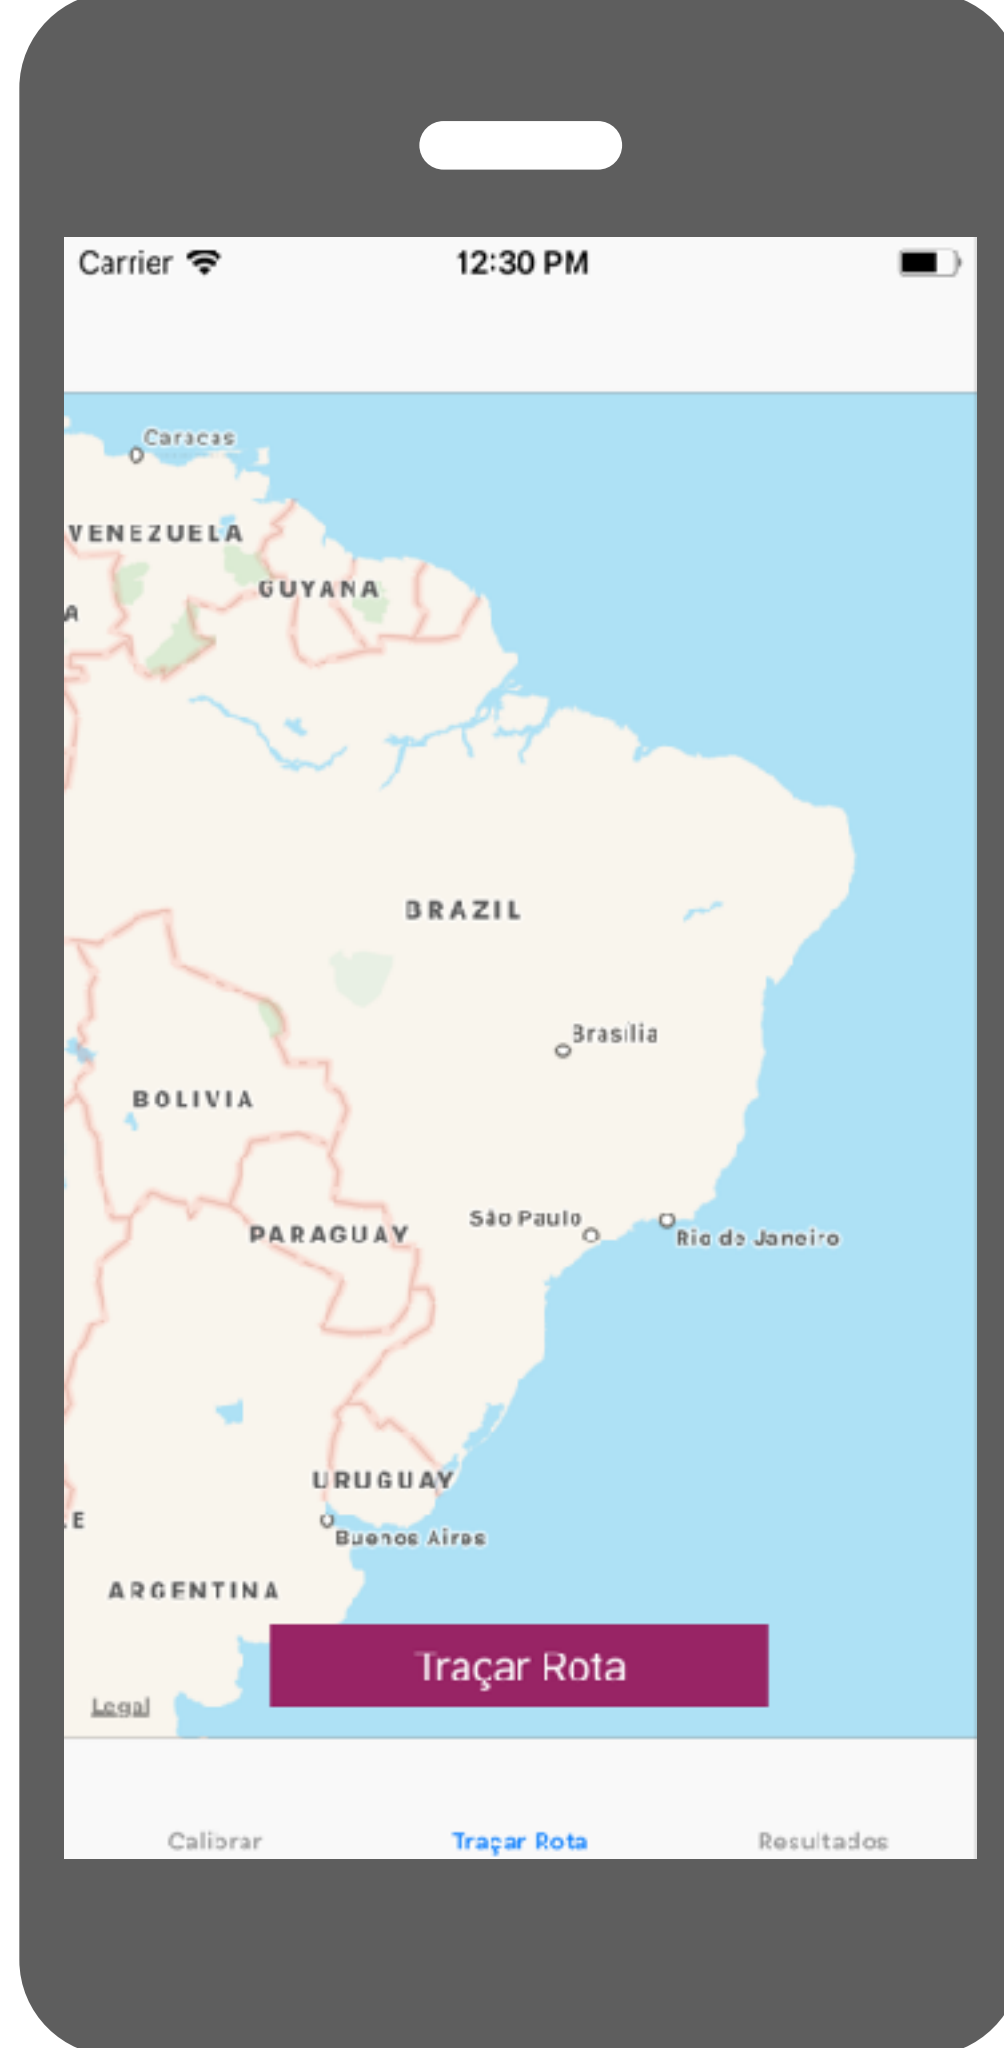 Carrier
12:30 PM
Caracas
VENEZUELA
GUYANA
A
BRAZIL
Brasília
BOLIVIA
São Paulo
PARAGUAY
Rio de Janeiro
URUGUAY
LE
Buenos Aires
ARGENTINA
Traçar Rota
Legal
Calibrar Traçar Rota Resultados